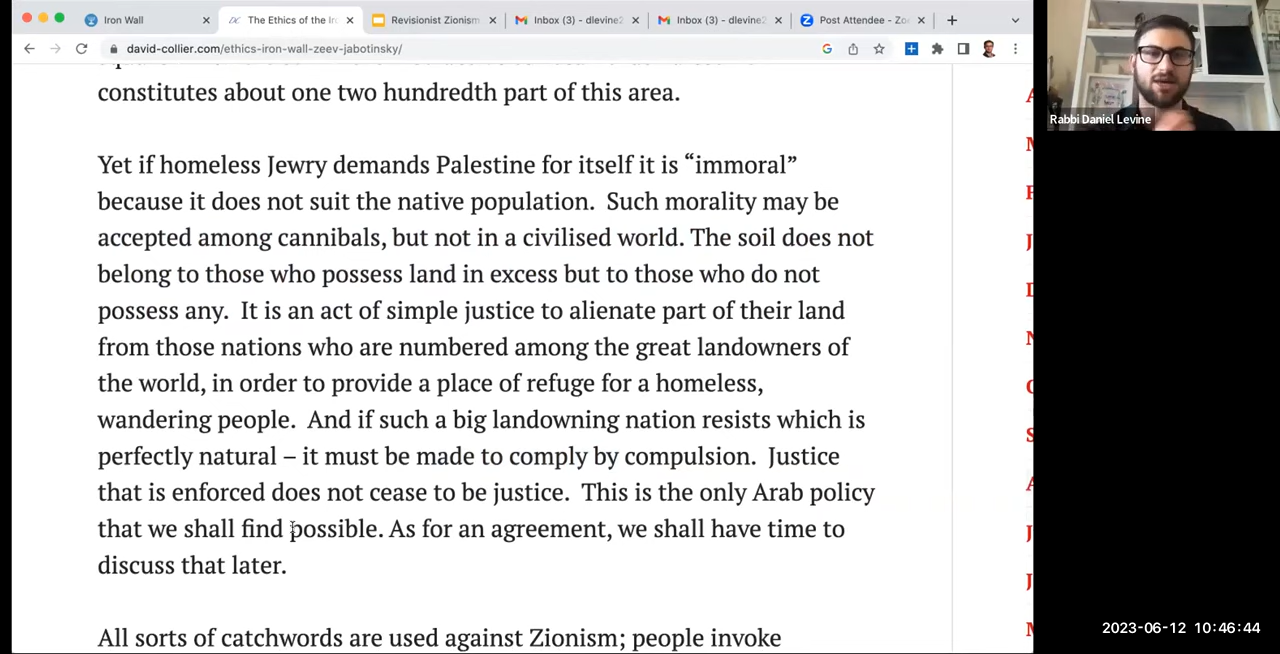 Iron Wall
The Ethics of the Iro
Revisionist Zionism
Inbox (3) – dlevine2
Inbox (3) – dlevine2
Post Attendee - Zo
david-collier.com/ethics-iron-wall-zeev-jabotinsky/
constitutes about one two hundredth part of this area.
Yet if homeless Jewry demands Palestine for itself it is “immoral”
because it does not suit the native population. Such morality may be
accepted among cannibals, but not in a civilised world. The soil does not
belong to those who possess land in excess but to those who do not
possess any. It is an act of simple justice to alienate part of their land
from those nations who are numbered among the great landowners of
the world, in order to provide a place of refuge for a homeless,
wandering people. And if such a big landowning nation resists which is
perfectly natural – it must be made to comply by compulsion. Justice
that is enforced does not cease to be justice. This is the only Arab policy
that we shall find possible. As for an agreement, we shall have time to
discuss that later.
All sorts of catchwords are used against Zionism; people invoke
Rabbi Daniel Levine
2023-06-12 10:46:44